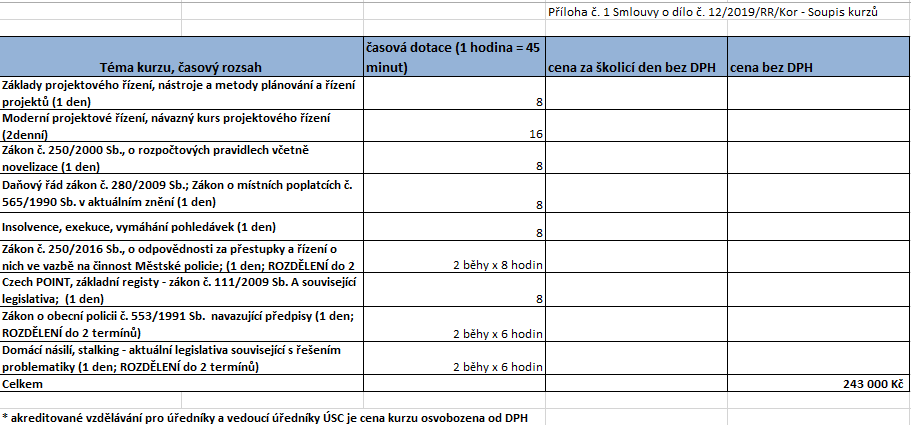 Příloha č. 1 Smlouvy o dílo č. 12/2019/RR/Kor - Soupis kurzů
Téma kurzu, časový rozsah
časová dotace (1 hodina = 45
minut)
cena za školicí den bez DPH
cena bez DPH
Základy projektového řízení, nástroje a metody plánování a řízení
projektů (1 den)
8
Moderní projektové řízení, návazný kurs projektového řízení
(2denní)
16
Zákon č. 250/2000 Sb., o rozpočtových pravidlech včetně
novelizace (1 den)
8
Daňový řád zákon č. 280/2009 Sb.; Zákon o místních poplatcích č.
565/1990 Sb. v aktuálním znění (1 den)
8
Insolvence, exekuce, vymáhání pohledávek (1 den)
8
Zákon č. 250/2016 Sb., o odpovědnosti za přestupky a řízení o
nich ve vazbě na činnost Městské policie; (1 den; ROZDĚLENÍ do 2
2 běhy x 8 hodin
Czech POINT, základní registy - zákon č. 111/2009 Sb. A související
legislativa;  (1 den)
8
Zákon o obecní policii č. 553/1991 Sb.  navazující předpisy (1 den;
ROZDĚLENÍ do 2 termínů)
2 běhy x 6 hodin
Domácí násilí, stalking - aktuální legislativa související s řešením
problematiky (1 den; ROZDĚLENÍ do 2 termínů)
2 běhy x 6 hodin
Celkem
243 000 Kč
* akreditované vzdělávání pro úředníky a vedoucí úředníky ÚSC je cena kurzu osvobozena od DPH